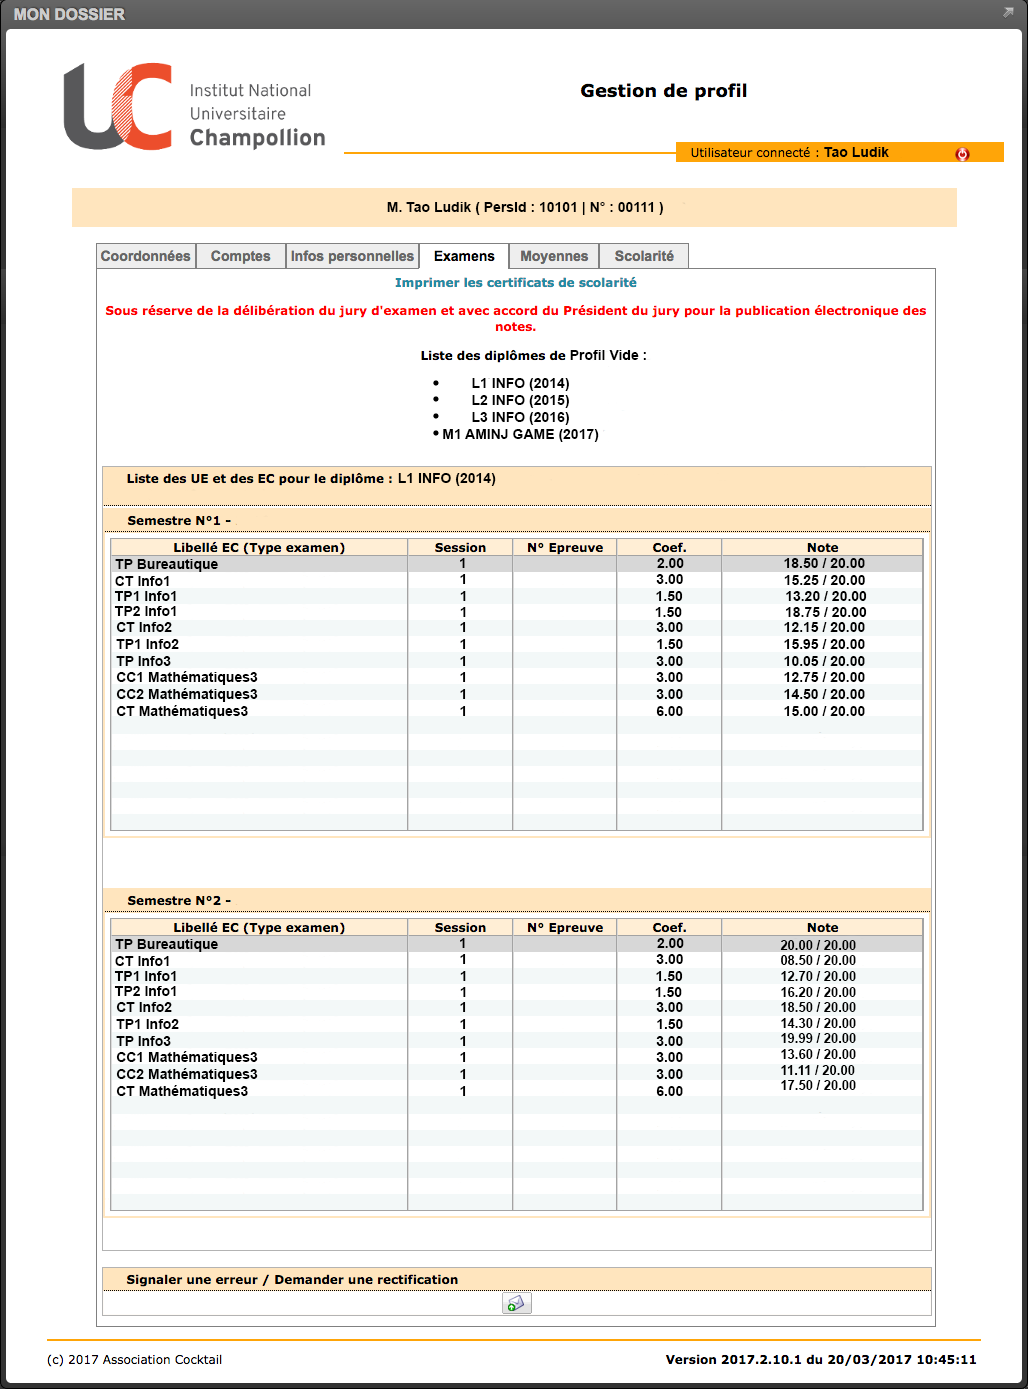 MON DOSSIER
UC
Institut National
Universitaire
Champollion
Gestion de profil
Utilisateur connecté : Tao Ludik
M. Tao Ludik ( PersId : 10101 | N° : 00111 )
Coordonnées Comptes Infos personnelles Examens Moyennes Scolarité
Imprimer les certificats de scolarité
Sous réserve de la délibération du jury d'examen et avec accord du Président du jury pour la publication électronique des
notes.
Liste des diplômes de Profil Vide :
• L1 INFO (2014)
• L2 INFO (2015)
• L3 INFO (2016)
• M1 AMINJ GAME (2017)
Liste des UE et des EC pour le diplôme : L1 INFO (2014)
Semestre N°1 -
Libellé EC (Type examen) Session N° Epreuve Coef. Note
TP Bureautique 1 2.00 18.50 / 20.00
CT Info1 1 3.00 15.25 / 20.00
TP1 Info1 1 1.50 13.20 / 20.00
TP2 Info1 1 1.50 18.75 / 20.00
CT Info2 1 3.00 12.15 / 20.00
TP1 Info2 1 1.50 15.95 / 20.00
TP Info3 1 3.00 10.05 / 20.00
CC1 Mathématiques3 1 3.00 12.75 / 20.00
CC2 Mathématiques3 1 3.00 14.50 / 20.00
CT Mathématiques3 1 6.00 15.00 / 20.00
Semestre N°2 -
Libellé EC (Type examen) Session N° Epreuve Coef. Note
TP Bureautique 1 2.00 20.00 / 20.00
CT Info1 1 3.00 08.50 / 20.00
TP1 Info1 1 1.50 12.70 / 20.00
TP2 Info1 1 1.50 16.20 / 20.00
CT Info2 1 3.00 18.50 / 20.00
TP1 Info2 1 1.50 14.30 / 20.00
TP Info3 1 3.00 19.99 / 20.00
CC1 Mathématiques3 1 3.00 13.60 / 20.00
CC2 Mathématiques3 1 3.00 11.11 / 20.00
CT Mathématiques3 1 6.00 17.50 / 20.00
Signaler une erreur / Demander une rectification
(c) 2017 Association Cocktail
Version 2017.2.10.1 du 20/03/2017 10:45:11